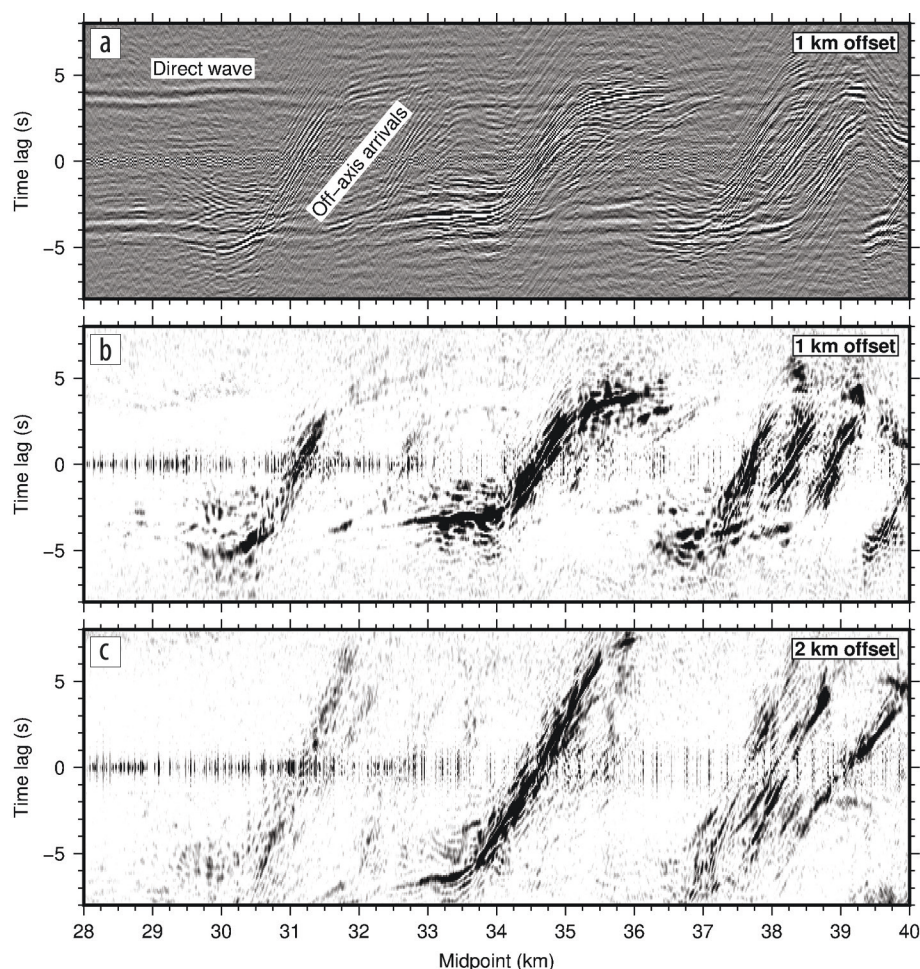 a
1 km offset
Direct wave
Off-axis arrivals
Time lag (s)
5
0
−5
b
1 km offset
Time lag (s)
5
0
−5
c
2 km offset
Time lag (s)
5
0
−5
28 29 30 31 32 33 34 35 36 37 38 39 40
Midpoint (km)